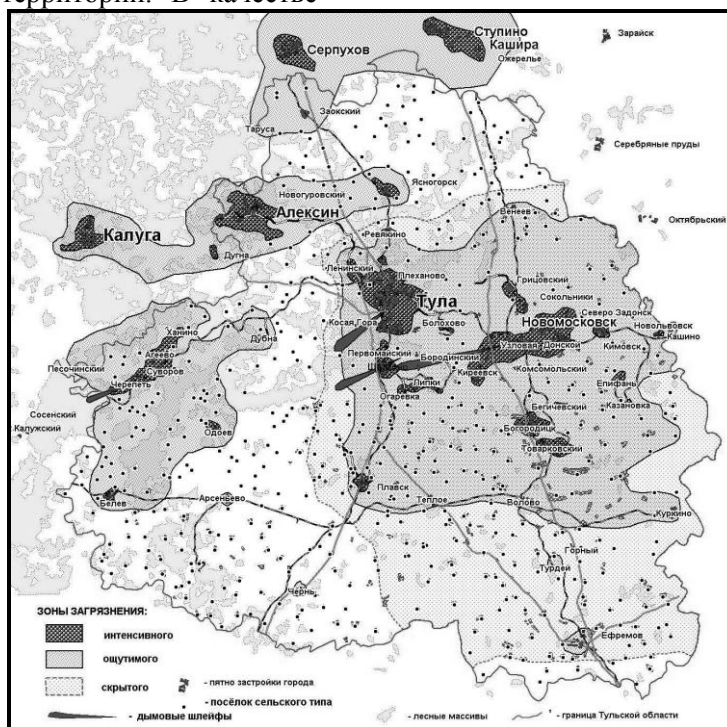 территории. В качестве
Серпухов
Ступино
Кашира
Ожерелье
Зарайск
Заокский
Таруса
Серебряные пруды
Новогуровский
Ясногорск
Алексин
Калуга
Октябрьский
Венев
Ревякино
Дугна
Ленинский
Плеханово
Грицовский
Сокольники
Тула
Новомосковск
Северо Задонск
Новольвовск
Кашино
Косая Гора
Болохово
Ханино
Дубна
Узловая
Донской
Кимовск
Первомайский
Бородинский
Агеево
Песочинский
Суворов
Киреевск
Комсомольский
Черепеть
Липки
Епифань
Огаревка
Казановка
Сосенский
Бегичевский
Калужский
Одоев
Богородицк
Товарковский
Плавск
Белев
Арсеньево
Теплое
Волово
Куркино
Горный
Турдей
Чернь
Ефремов
ЗОНЫ ЗАГРЯЗНЕНИЯ:
интенсивного
ощутимого
скрытого
- пятно застройки города
- посёлок сельского типа
- дымовые шлейфы
- лесные массивы
- граница Тульской области